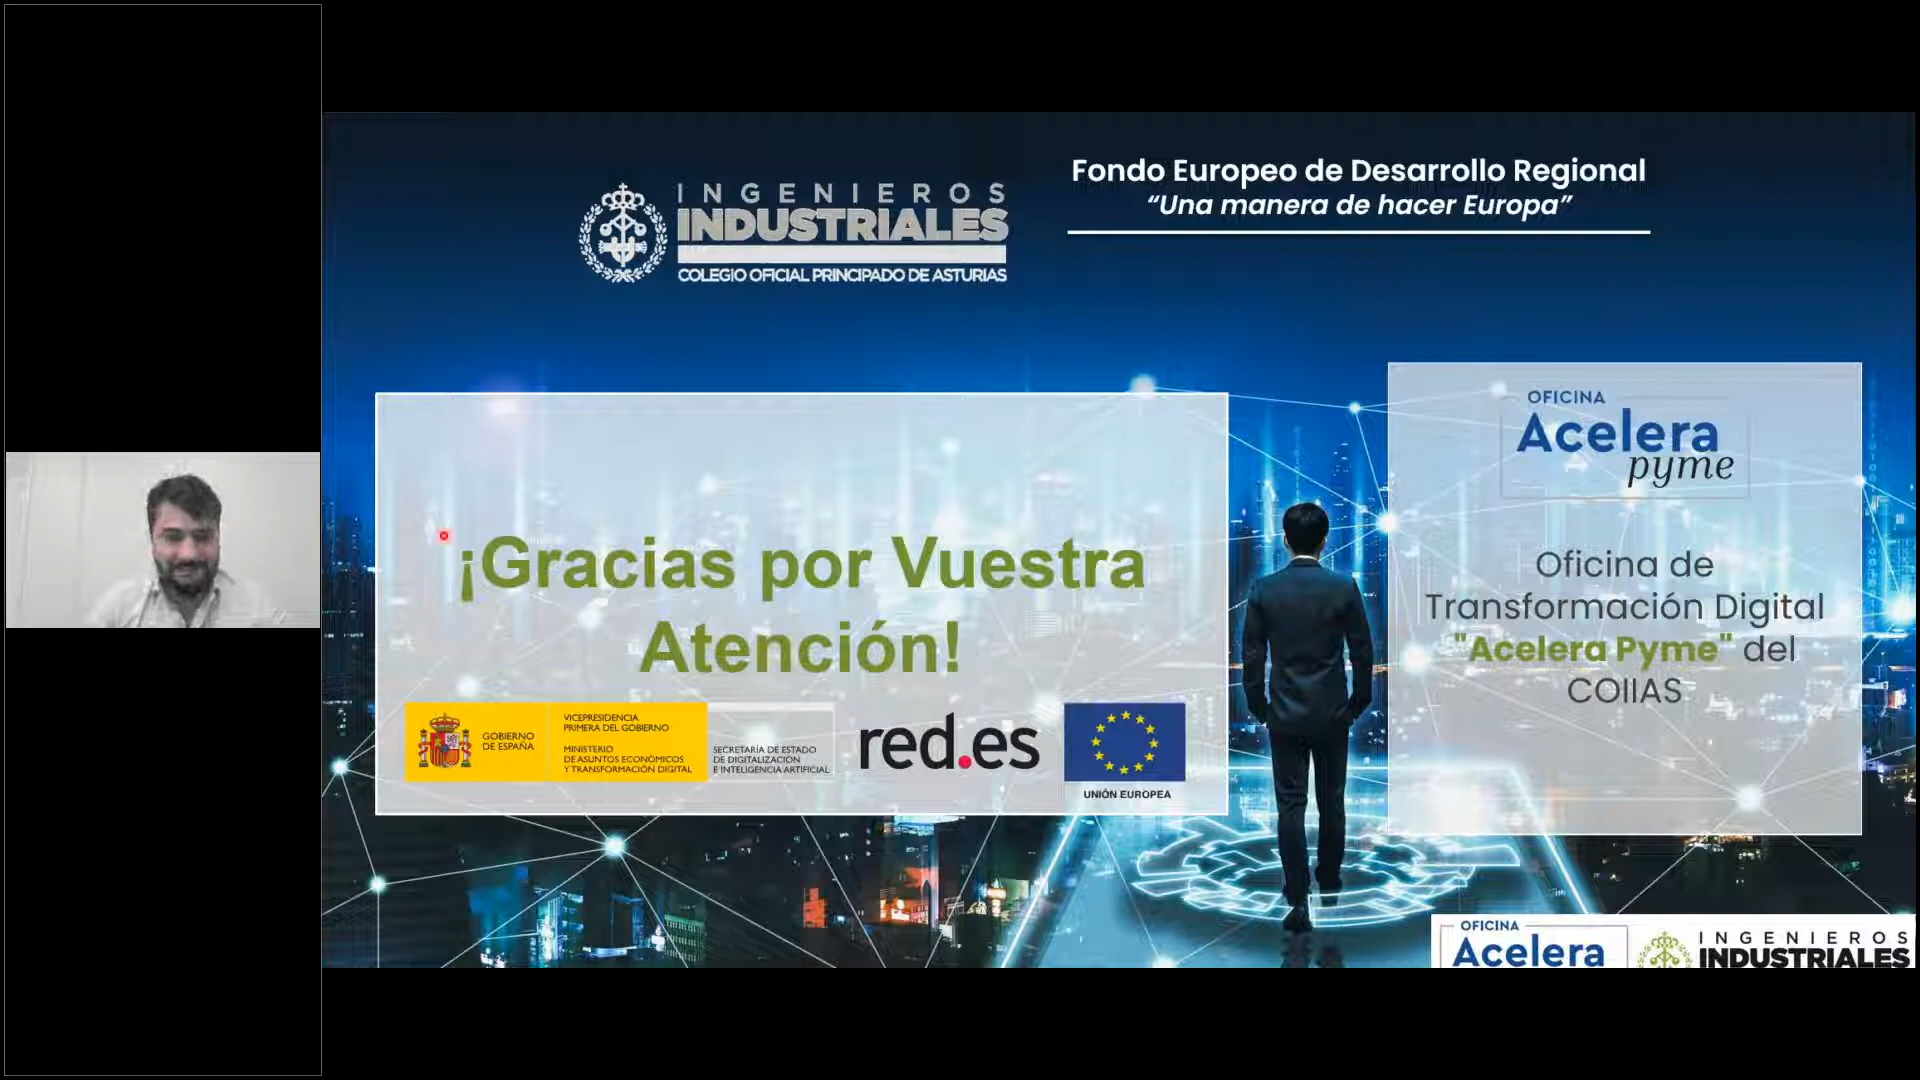 INGENIEROS
INDUSTRIALES
COLEGIO OFICIAL PRINCIPADO DE ASTURIAS
Fondo Europeo de Desarrollo Regional
“Una manera de hacer Europa”
¡Gracias por Vuestra
Atención!
GOBIERNO
DE ESPAÑA
VICEPRESIDENCIA
PRIMERA DEL GOBIERNO
MINISTERIO
DE ASUNTOS ECONÓMICOS
Y TRANSFORMACIÓN DIGITAL
SECRETARÍA DE ESTADO
DE DIGITALIZACIÓN
E INTELIGENCIA ARTIFICIAL
red.es
UNIÓN EUROPEA
OFICINA
Acelera
pyme
Oficina de
Transformación Digital
"Acelera Pyme" del
COIIAS
OFICINA
Acelera
INGENIEROS
INDUSTRIALES